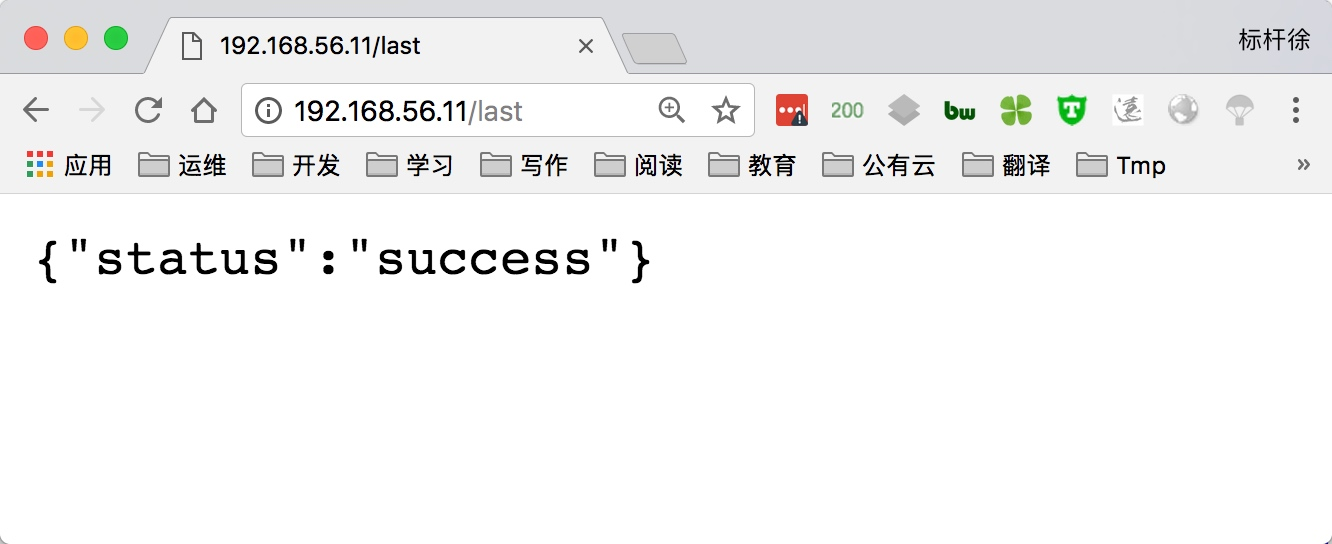 192.168.56.11/last
标杆徐
192.168.56.11/last
200
bw
T
应用 运维 开发 学习 写作 阅读 教育 公有云 翻译 Tmp »
{"status":"success"}